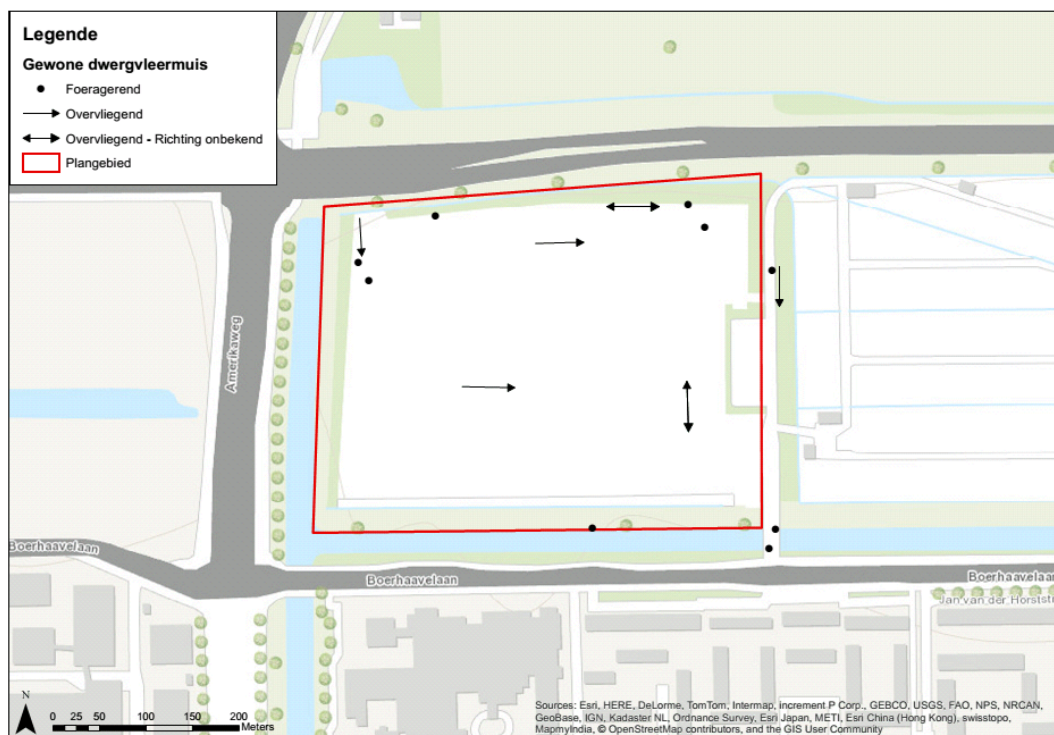 Legende
Gewone dwergvleermuis
Foeragerend
Overvliegend
Overvliegend - Richting onbekend
Plangebied
Amerikaweg
Boerhaavelaan
Boerhaavelaan
Boerhaavelaan
Jan van der Horststr
N
0 25 50 100 150 200
Meters
Sources: Esri, HERE, DeLorme, TomTom, Intermap, increment P Corp., GEBCO, USGS, FAO, NPS, NRCAN,
GeoBase, IGN, Kadaster NL, Ordnance Survey, Esri Japan, METI, Esri China (Hong Kong), swisstopo,
MapmyIndia, © OpenStreetMap contributors, and the GIS User Community